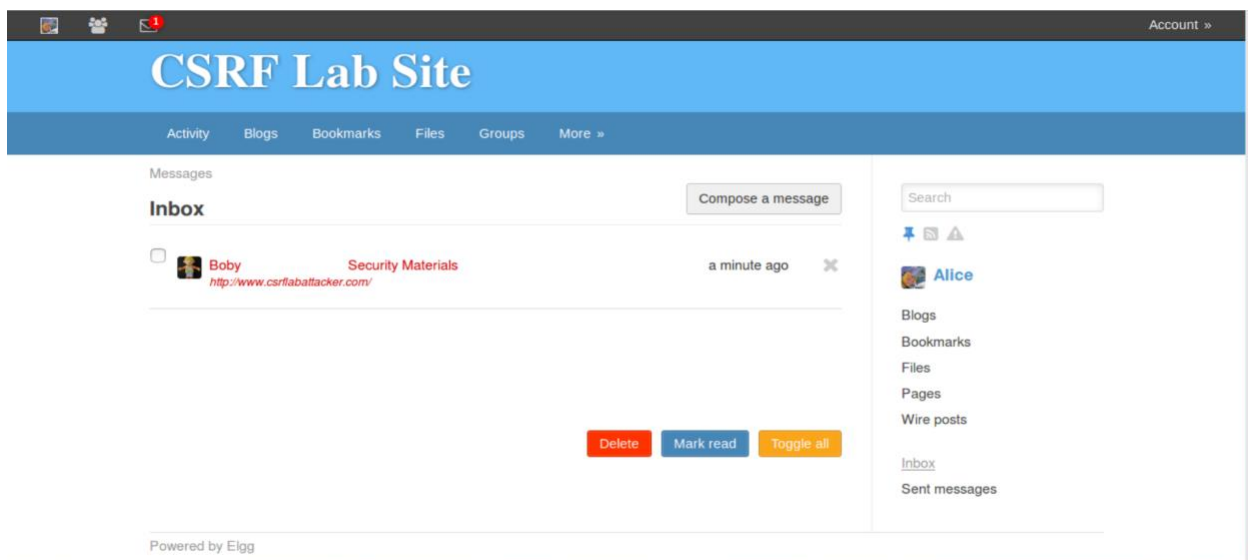 1
Account »
CSRF Lab Site
Activity Blogs Bookmarks Files Groups More »
Messages
Inbox
Compose a message
Boby Security Materials a minute ago
http://www.csrflabattacker.com/
Delete Mark read Toggle all
Search
Alice
Blogs
Bookmarks
Files
Pages
Wire posts
Inbox
Sent messages
Powered by Elgg